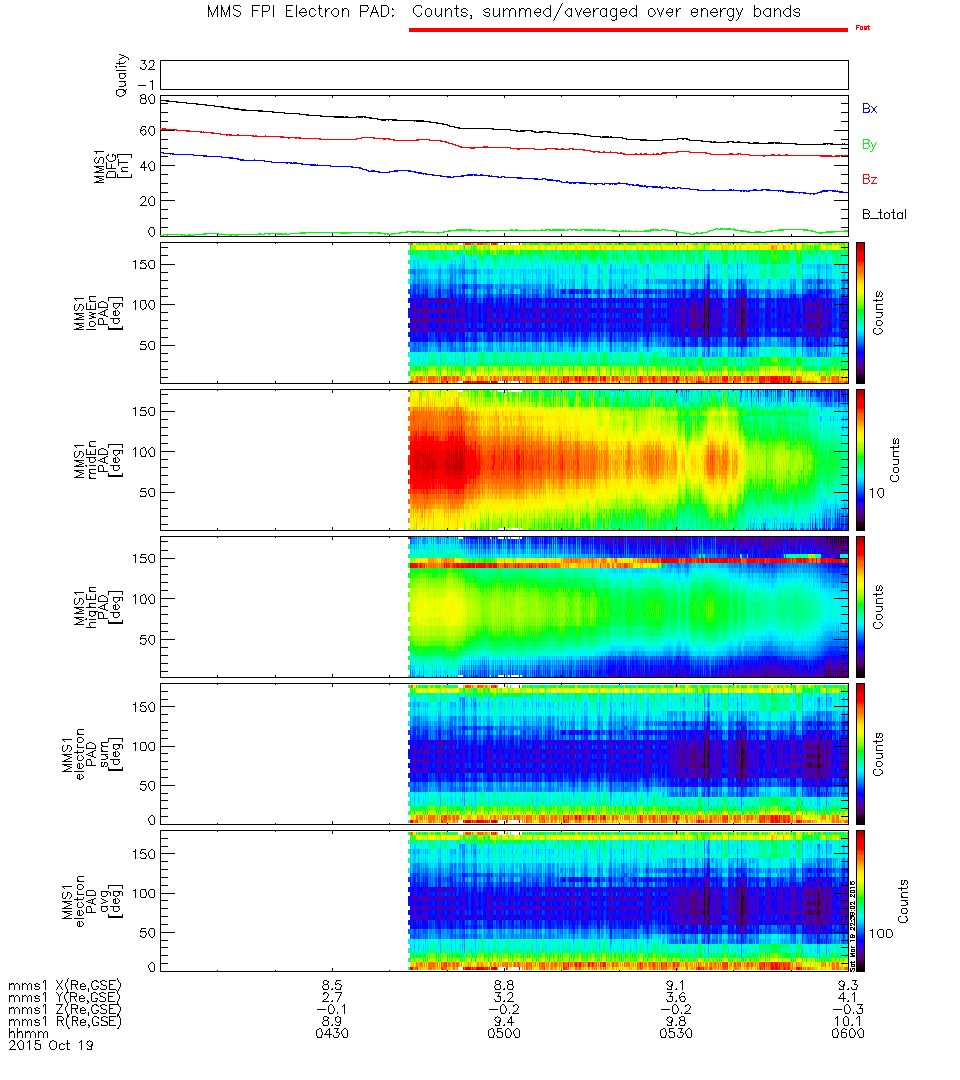 MMS FPI Electron PAD: Counts, summed/averaged over energy bands
Fast
Quality
32
-1
MMS1
DFG
[nT]
80
60
40
20
0
Bx
By
Bz
B_total
MMS1
lowEn
PAD
[deg]
150
100
50
Counts
MMS1
midEn
PAD
[deg]
150
100
50
10
Counts
MMS1
highEn
PAD
[deg]
150
100
50
Counts
MMS1
electron
PAD
sum
[deg]
150
100
50
0
Counts
MMS1
electron
PAD
avg
[deg]
150
100
50
0
100
Counts
mms1 X(Re,GSE) 8.5 8.8 9.1 9.3
mms1 Y(Re,GSE) 2.7 3.2 3.6 4.1
mms1 Z(Re,GSE) -0.1 -0.2 -0.2 -0.3
mms1 R(Re,GSE) 8.9 9.4 9.8 10.1
hhmm 0430 0500 0530 0600
2015 Oct 19